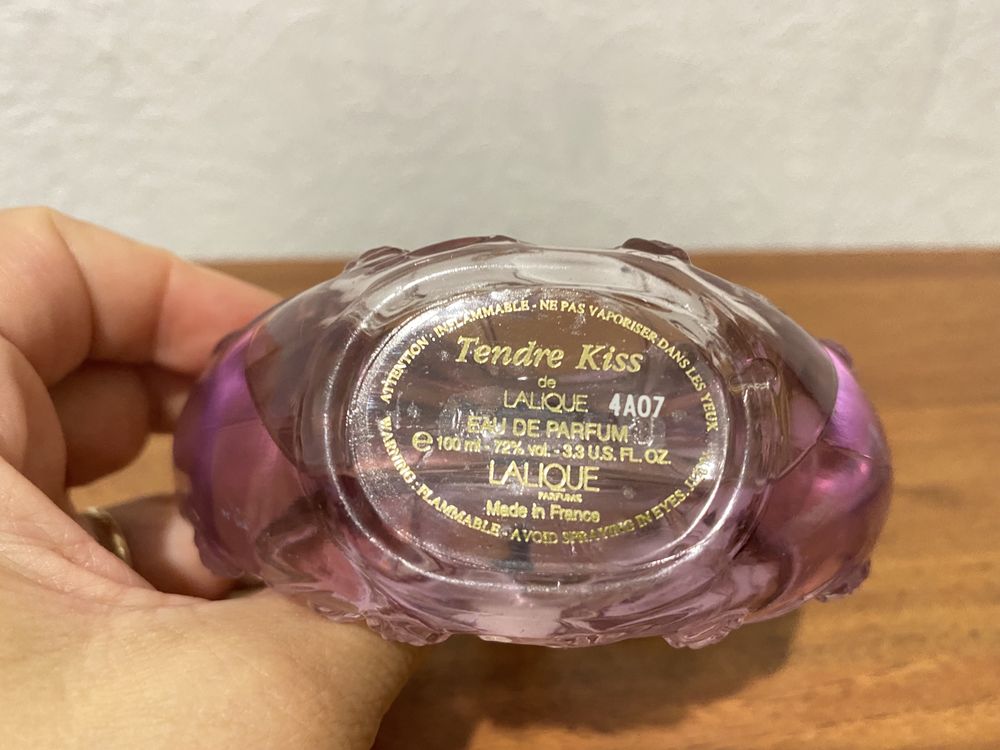 ATTENTION - INFLAMMABLE - NE PAS VAPORISER DANS LES YEUX
Tendre Kiss
de
LALIQUE 4A07
EAU DE PARFUM
e 100 ml - 72% vol. - 3.3 U.S. FL. OZ.
LALIQUE
PARFUMS
Made in France
WARNING : FLAMMABLE - AVOID SPRAYING IN EYES.